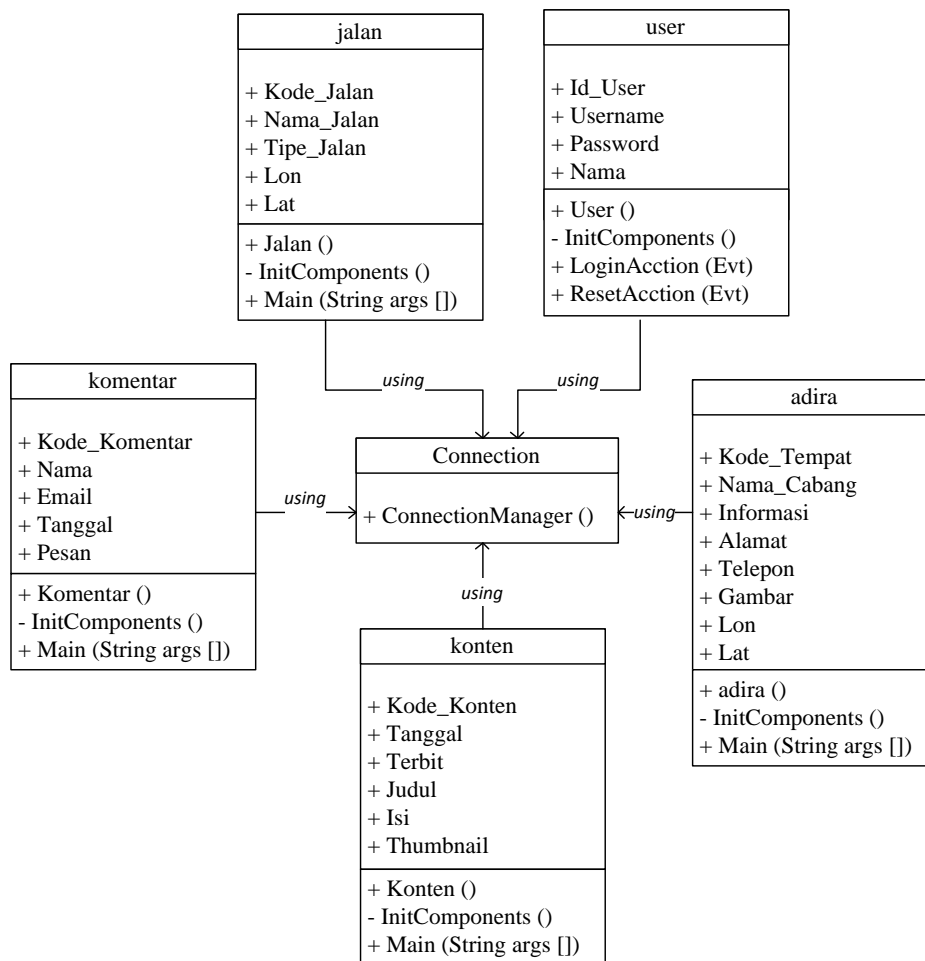 jalan
+ Kode_Jalan
+ Nama_Jalan
+ Tipe_Jalan
+ Lon
+ Lat
+ Jalan ()
- InitComponents ()
+ Main (String args [])
user
+ Id_User
+ Username
+ Password
+ Nama
+ User ()
- InitComponents ()
+ LoginAcction (Evt)
+ ResetAcction (Evt)
using
using
komentar
+ Kode_Komentar
+ Nama
+ Email
+ Tanggal
+ Pesan
+ Komentar ()
- InitComponents ()
+ Main (String args [])
using
Connection
+ ConnectionManager ()
using
adira
+ Kode_Tempat
+ Nama_Cabang
+ Informasi
+ Alamat
+ Telepon
+ Gambar
+ Lon
+ Lat
+ adira ()
- InitComponents ()
+ Main (String args [])
using
konten
+ Kode_Konten
+ Tanggal
+ Terbit
+ Judul
+ Isi
+ Thumbnail
+ Konten ()
- InitComponents ()
+ Main (String args [])